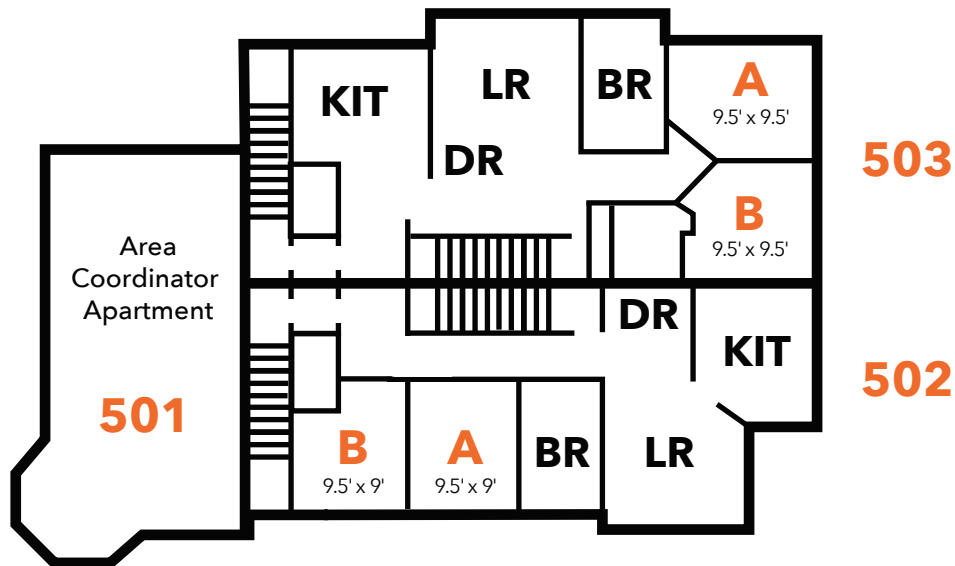 KIT
LR
BR
A
9.5' x 9.5'
DR
503
B
9.5' x 9.5'
Area
Coordinator
Apartment
501
DR
KIT
502
B
9.5' x 9'
A
9.5' x 9'
BR
LR